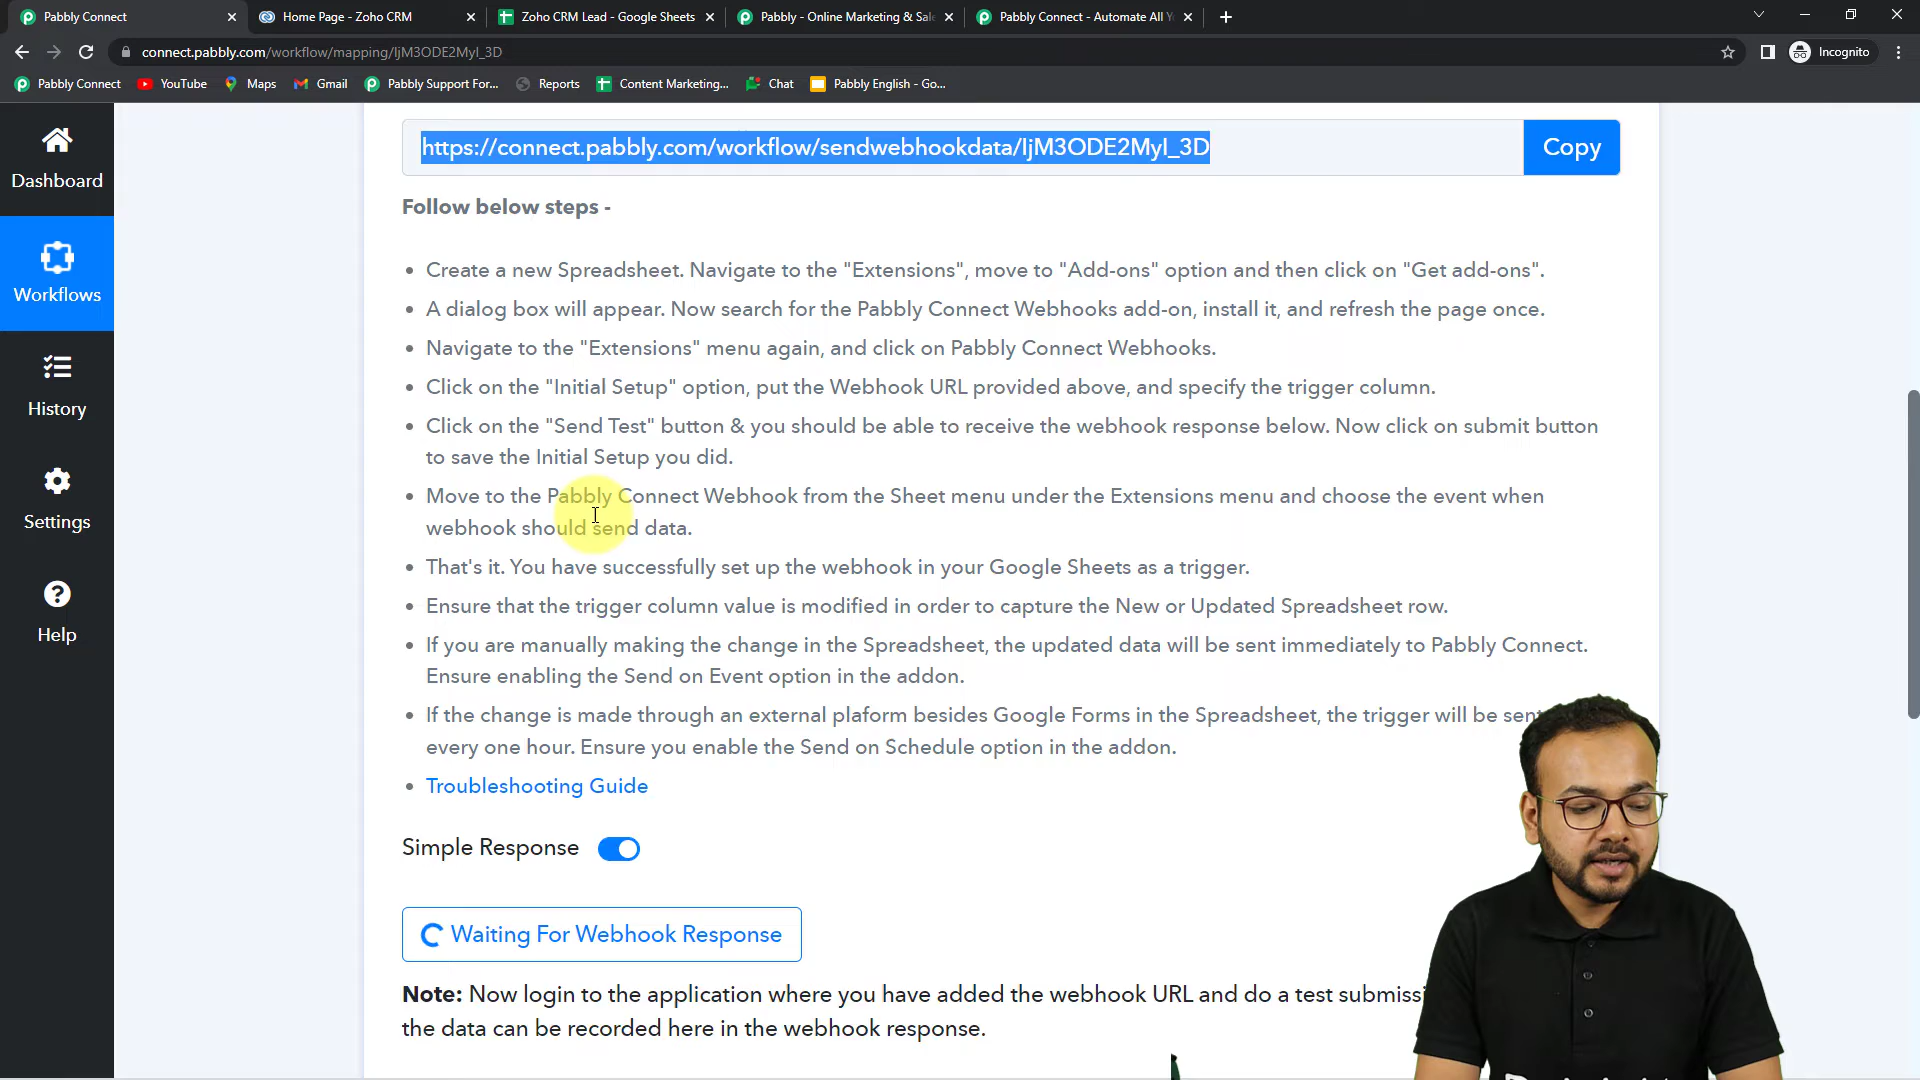 Pabbly Connect
Home Page - Zoho CRM
Zoho CRM Lead - Google Sheets
Pabbly - Online Marketing & Sal
Pabbly Connect - Automate All Y
connect.pabbly.com/workflow/mapping/IjM3ODE2MyI_3D
Incognito
Pabbly Connect
YouTube
Maps
Gmail
Pabbly Support For...
Reports
Content Marketing...
Chat
Pabbly English - Go...
Dashboard
Workflows
History
Settings
Help
https://connect.pabbly.com/workflow/sendwebhookdata/IjM3ODE2MyI_3D
Copy
Follow below steps -
Create a new Spreadsheet. Navigate to the "Extensions", move to "Add-ons" option and then click on "Get add-ons".
A dialog box will appear. Now search for the Pabbly Connect Webhooks add-on, install it, and refresh the page once.
Navigate to the "Extensions" menu again, and click on Pabbly Connect Webhooks.
Click on the "Initial Setup" option, put the Webhook URL provided above, and specify the trigger column.
Click on the "Send Test" button & you should be able to receive the webhook response below. Now click on submit button
to save the Initial Setup you did.
Move to the Pabbly Connect Webhook from the Sheet menu under the Extensions menu and choose the event when
webhook should send data.
That's it. You have successfully set up the webhook in your Google Sheets as a trigger.
Ensure that the trigger column value is modified in order to capture the New or Updated Spreadsheet row.
If you are manually making the change in the Spreadsheet, the updated data will be sent immediately to Pabbly Connect.
Ensure enabling the Send on Event option in the addon.
If the change is made through an external plaform besides Google Forms in the Spreadsheet, the trigger will be sent
every one hour. Ensure you enable the Send on Schedule option in the addon.
Troubleshooting Guide
Simple Response
Waiting For Webhook Response
Note: Now login to the application where you have added the webhook URL and do a test submissi
the data can be recorded here in the webhook response.